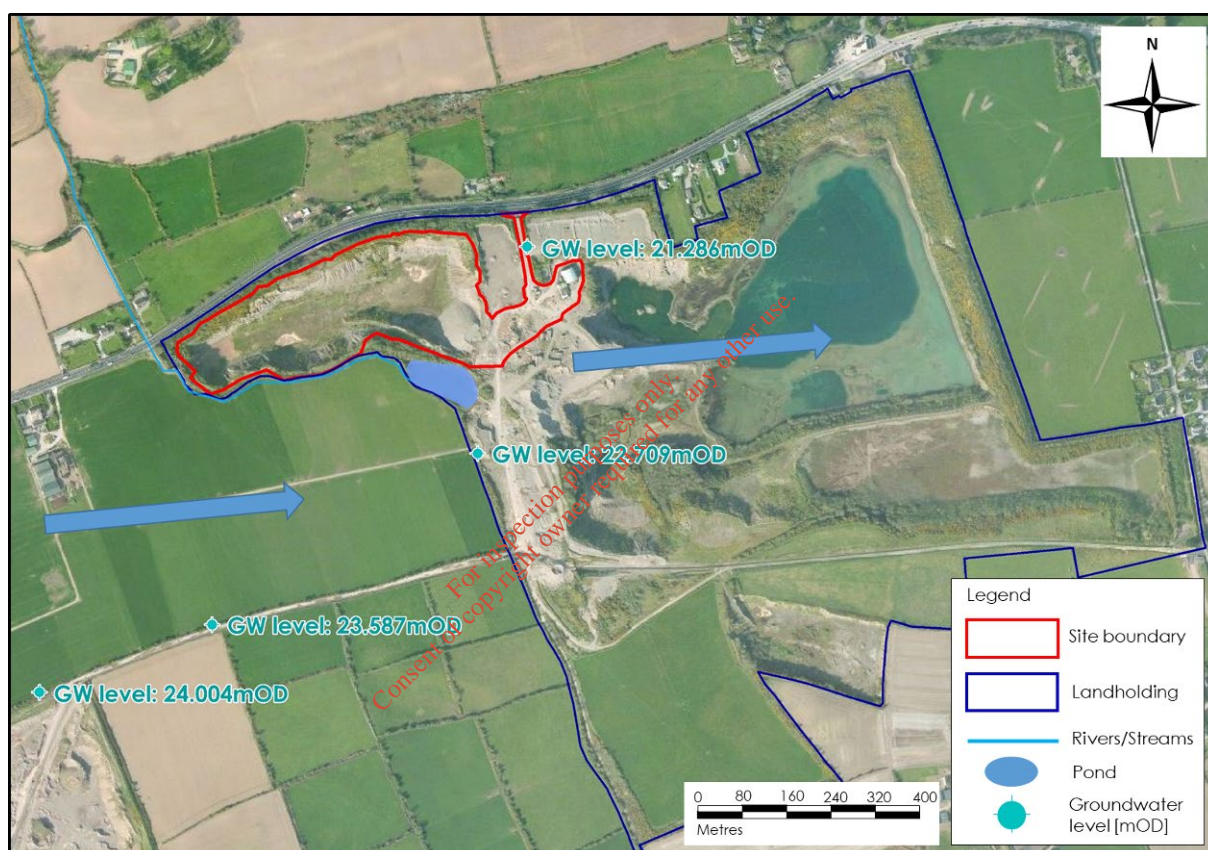 N
GW level: 21.286mOD
For inspection purposes only.
Consent of copyright owner required for any other use.
GW level: 22.709mOD
GW level: 23.587mOD
GW level: 24.004mOD
0 80 160 240 320 400
Metres
Legend
Site boundary
Landholding
Rivers/Streams
Pond
Groundwater
level [mOD]